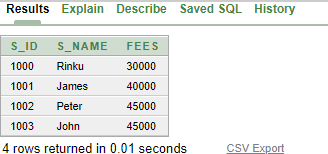 Results Explain Describe Saved SQL History
S_ID S_NAME FEES
1000 Rinku 30000
1001 James 40000
1002 Peter 45000
1003 John 45000
4 rows returned in 0.01 seconds CSV Export